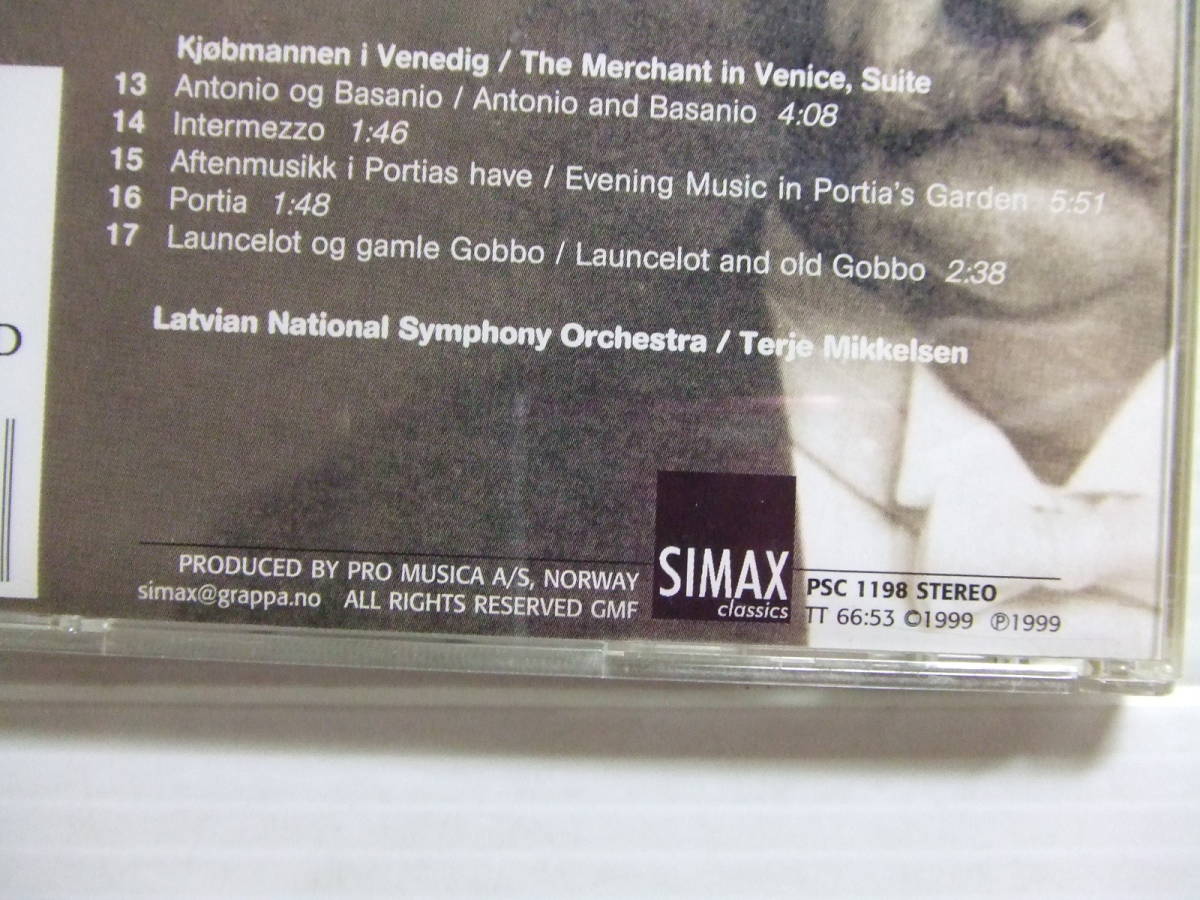 Kjøbmannen i Venedig / The Merchant in Venice, Suite
13 Antonio og Basanio / Antonio and Basanio 4:08
14 Intermezzo 1:46
15 Aftenmusikk i Portias have / Evening Music in Portia's Garden 5:51
16 Portia 1:48
17 Launcelot og gamle Gobbo / Launcelot and old Gobbo 2:38
Latvian National Symphony Orchestra / Terje Mikkelsen
D
PRODUCED BY PRO MUSICA A/S, NORWAY
simax@grappa.no ALL RIGHTS RESERVED GMF
SIMAX
classics
PSC 1198 STEREO
TT 66:53 ©1999 ℗1999